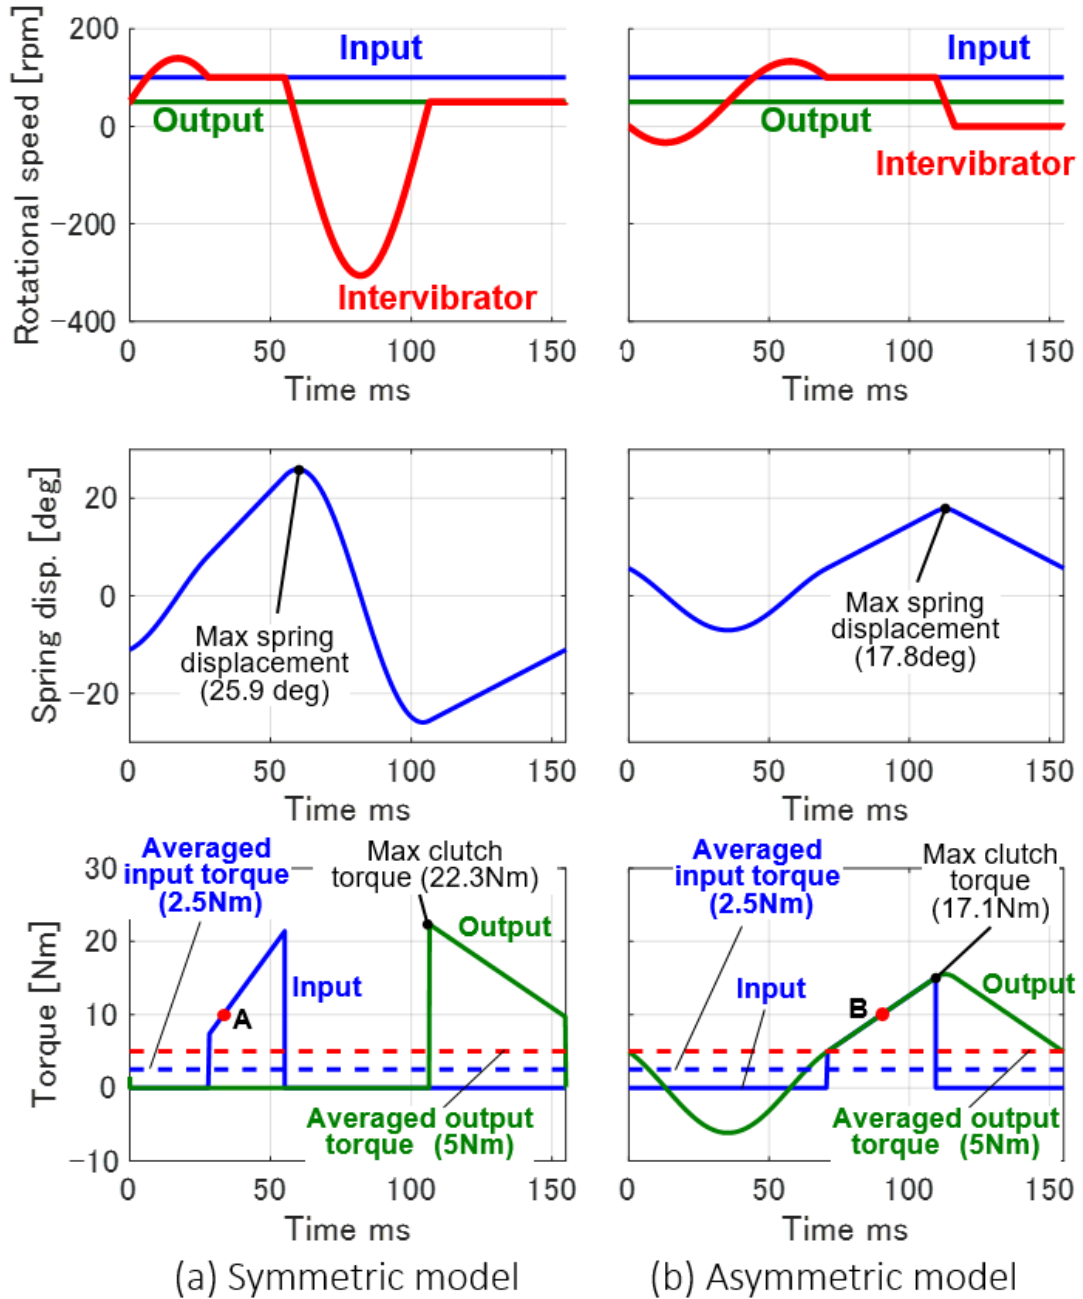 Rotational speed [rpm]
200
0
−200
−400
Input
Output
Intervibrator
0
50
100
150
Time ms
Input
Output
Intervibrator
0
50
100
150
Time ms
Spring disp. [deg]
20
0
−20
Max spring
displacement
(25.9 deg)
0
50
100
150
Time ms
Max spring
displacement
(17.8deg)
0
50
100
150
Time ms
Torque [Nm]
30
20
10
0
−10
Averaged
input torque
(2.5Nm)
Max clutch
torque (22.3Nm)
Output
Input
A
Averaged output
torque (5Nm)
0
50
100
150
Time ms
Averaged
input torque
(2.5Nm)
Max clutch
torque
(17.1Nm)
Input
B
Output
Averaged output
torque (5Nm)
0
50
100
150
Time ms
(a) Symmetric model
(b) Asymmetric model